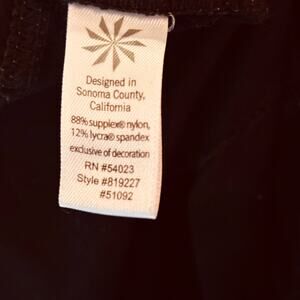 Designed in
Sonoma County,
California
88% supplex® nylon,
12% lycra® spandex
exclusive of decoration
RN #54023
Style #819227
#51092